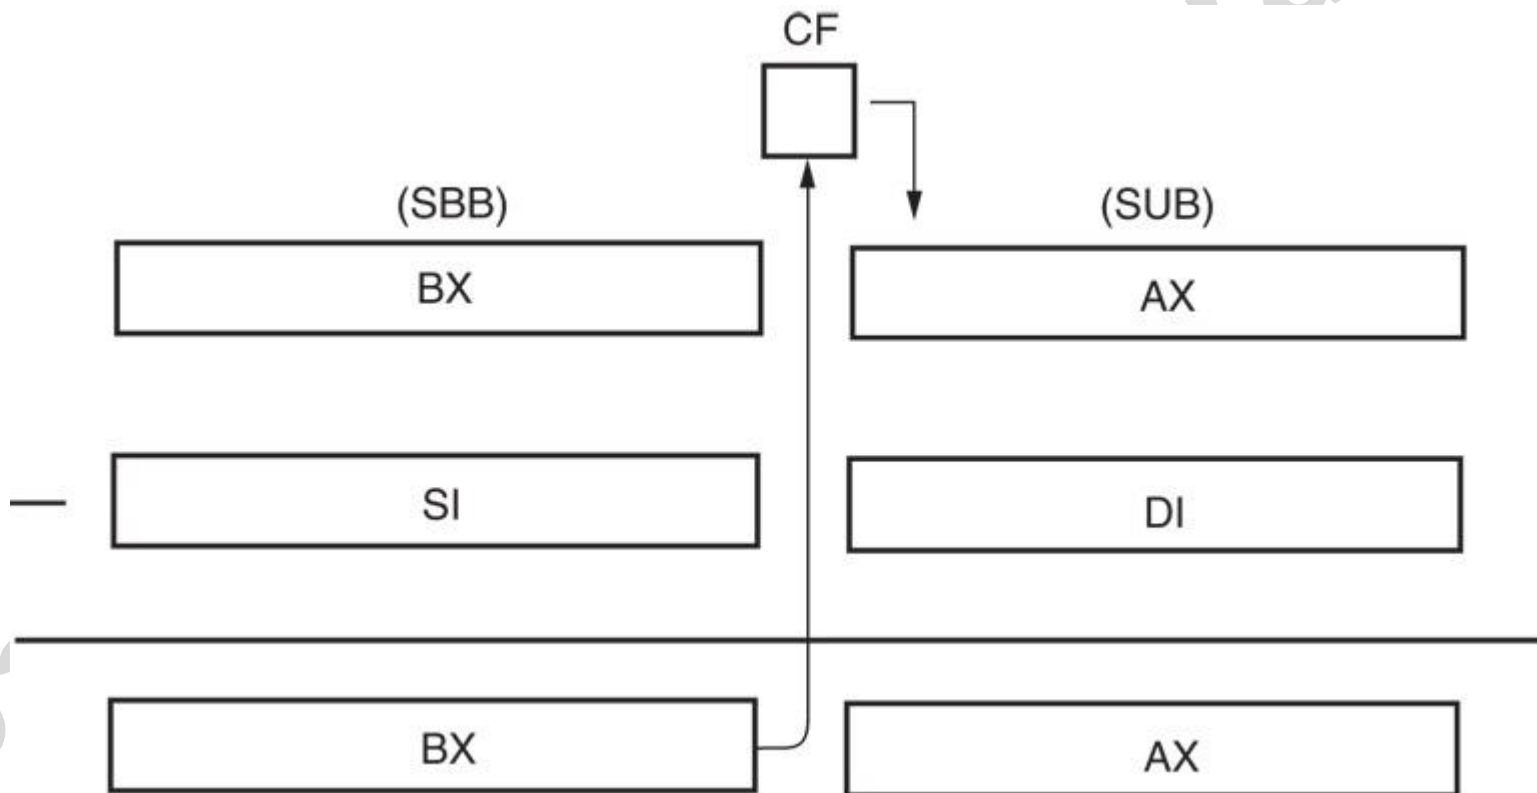 CF
(SBB) (SUB)
BX AX
SI DI
BX AX